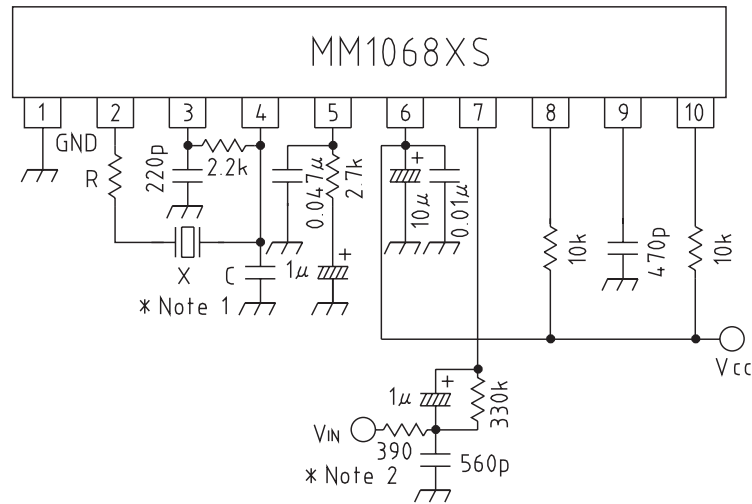 MM1068XS
1 2 3 4 5 6 7 8 9 10
GND
R
220p
2.2k
0.047μ
2.7k
10μ
0.01μ
10k
470p
10k
X
C
1μ
* Note 1
Vcc
1μ
330k
VIN
390
560p
* Note 2